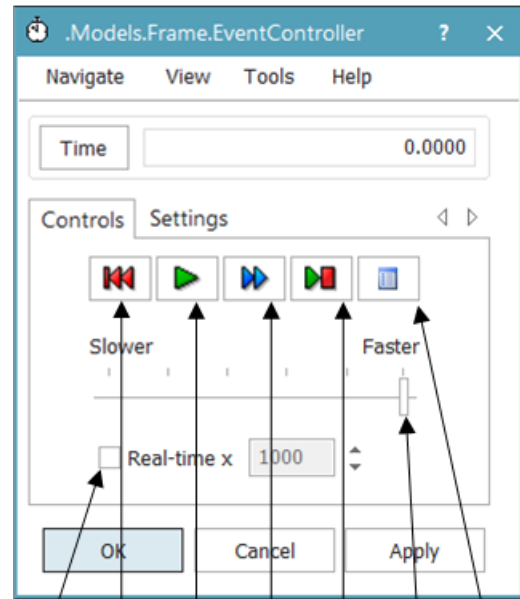 .Models.Frame.EventController ?
Navigate View Tools Help
Time 0.0000
Controls Settings
Slower Faster
Real-time x 1000
OK Cancel Apply